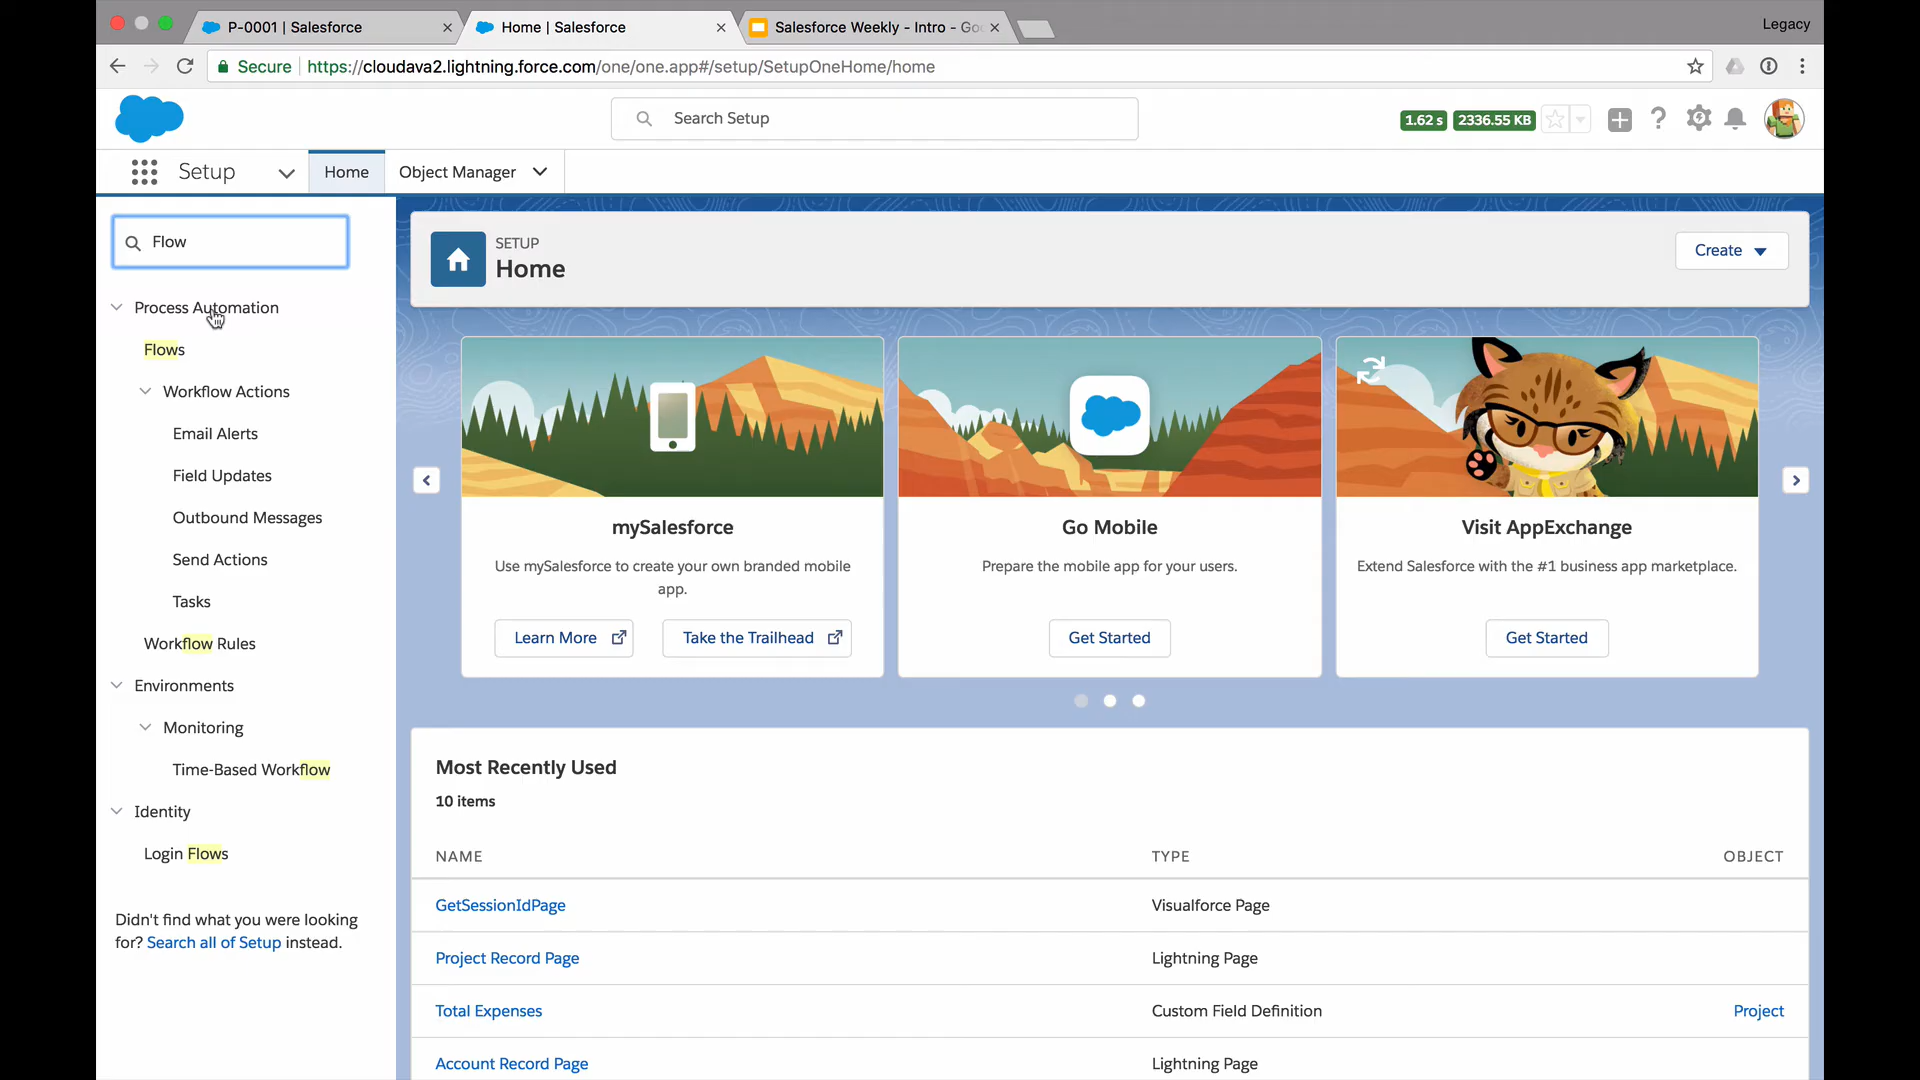 P-0001 | Salesforce
Home | Salesforce
Salesforce Weekly - Intro - Go
Legacy
Secure https://cloudava2.lightning.force.com/one/one.app#/setup/SetupOneHome/home
Search Setup
1.62 s 2336.55 KB
Setup
Home
Object Manager
Flow
Process Automation
Flows
Workflow Actions
Email Alerts
Field Updates
Outbound Messages
Send Actions
Tasks
Workflow Rules
Environments
Monitoring
Time-Based Workflow
Identity
Login Flows
Didn't find what you were looking
for? Search all of Setup instead.
SETUP
Home
Create
mySalesforce
Use mySalesforce to create your own branded mobile
app.
Learn More
Take the Trailhead
Go Mobile
Prepare the mobile app for your users.
Get Started
Visit AppExchange
Extend Salesforce with the #1 business app marketplace.
Get Started
Most Recently Used
10 items
NAME TYPE OBJECT
GetSessionIdPage Visualforce Page
Project Record Page Lightning Page
Total Expenses Custom Field Definition Project
Account Record Page Lightning Page